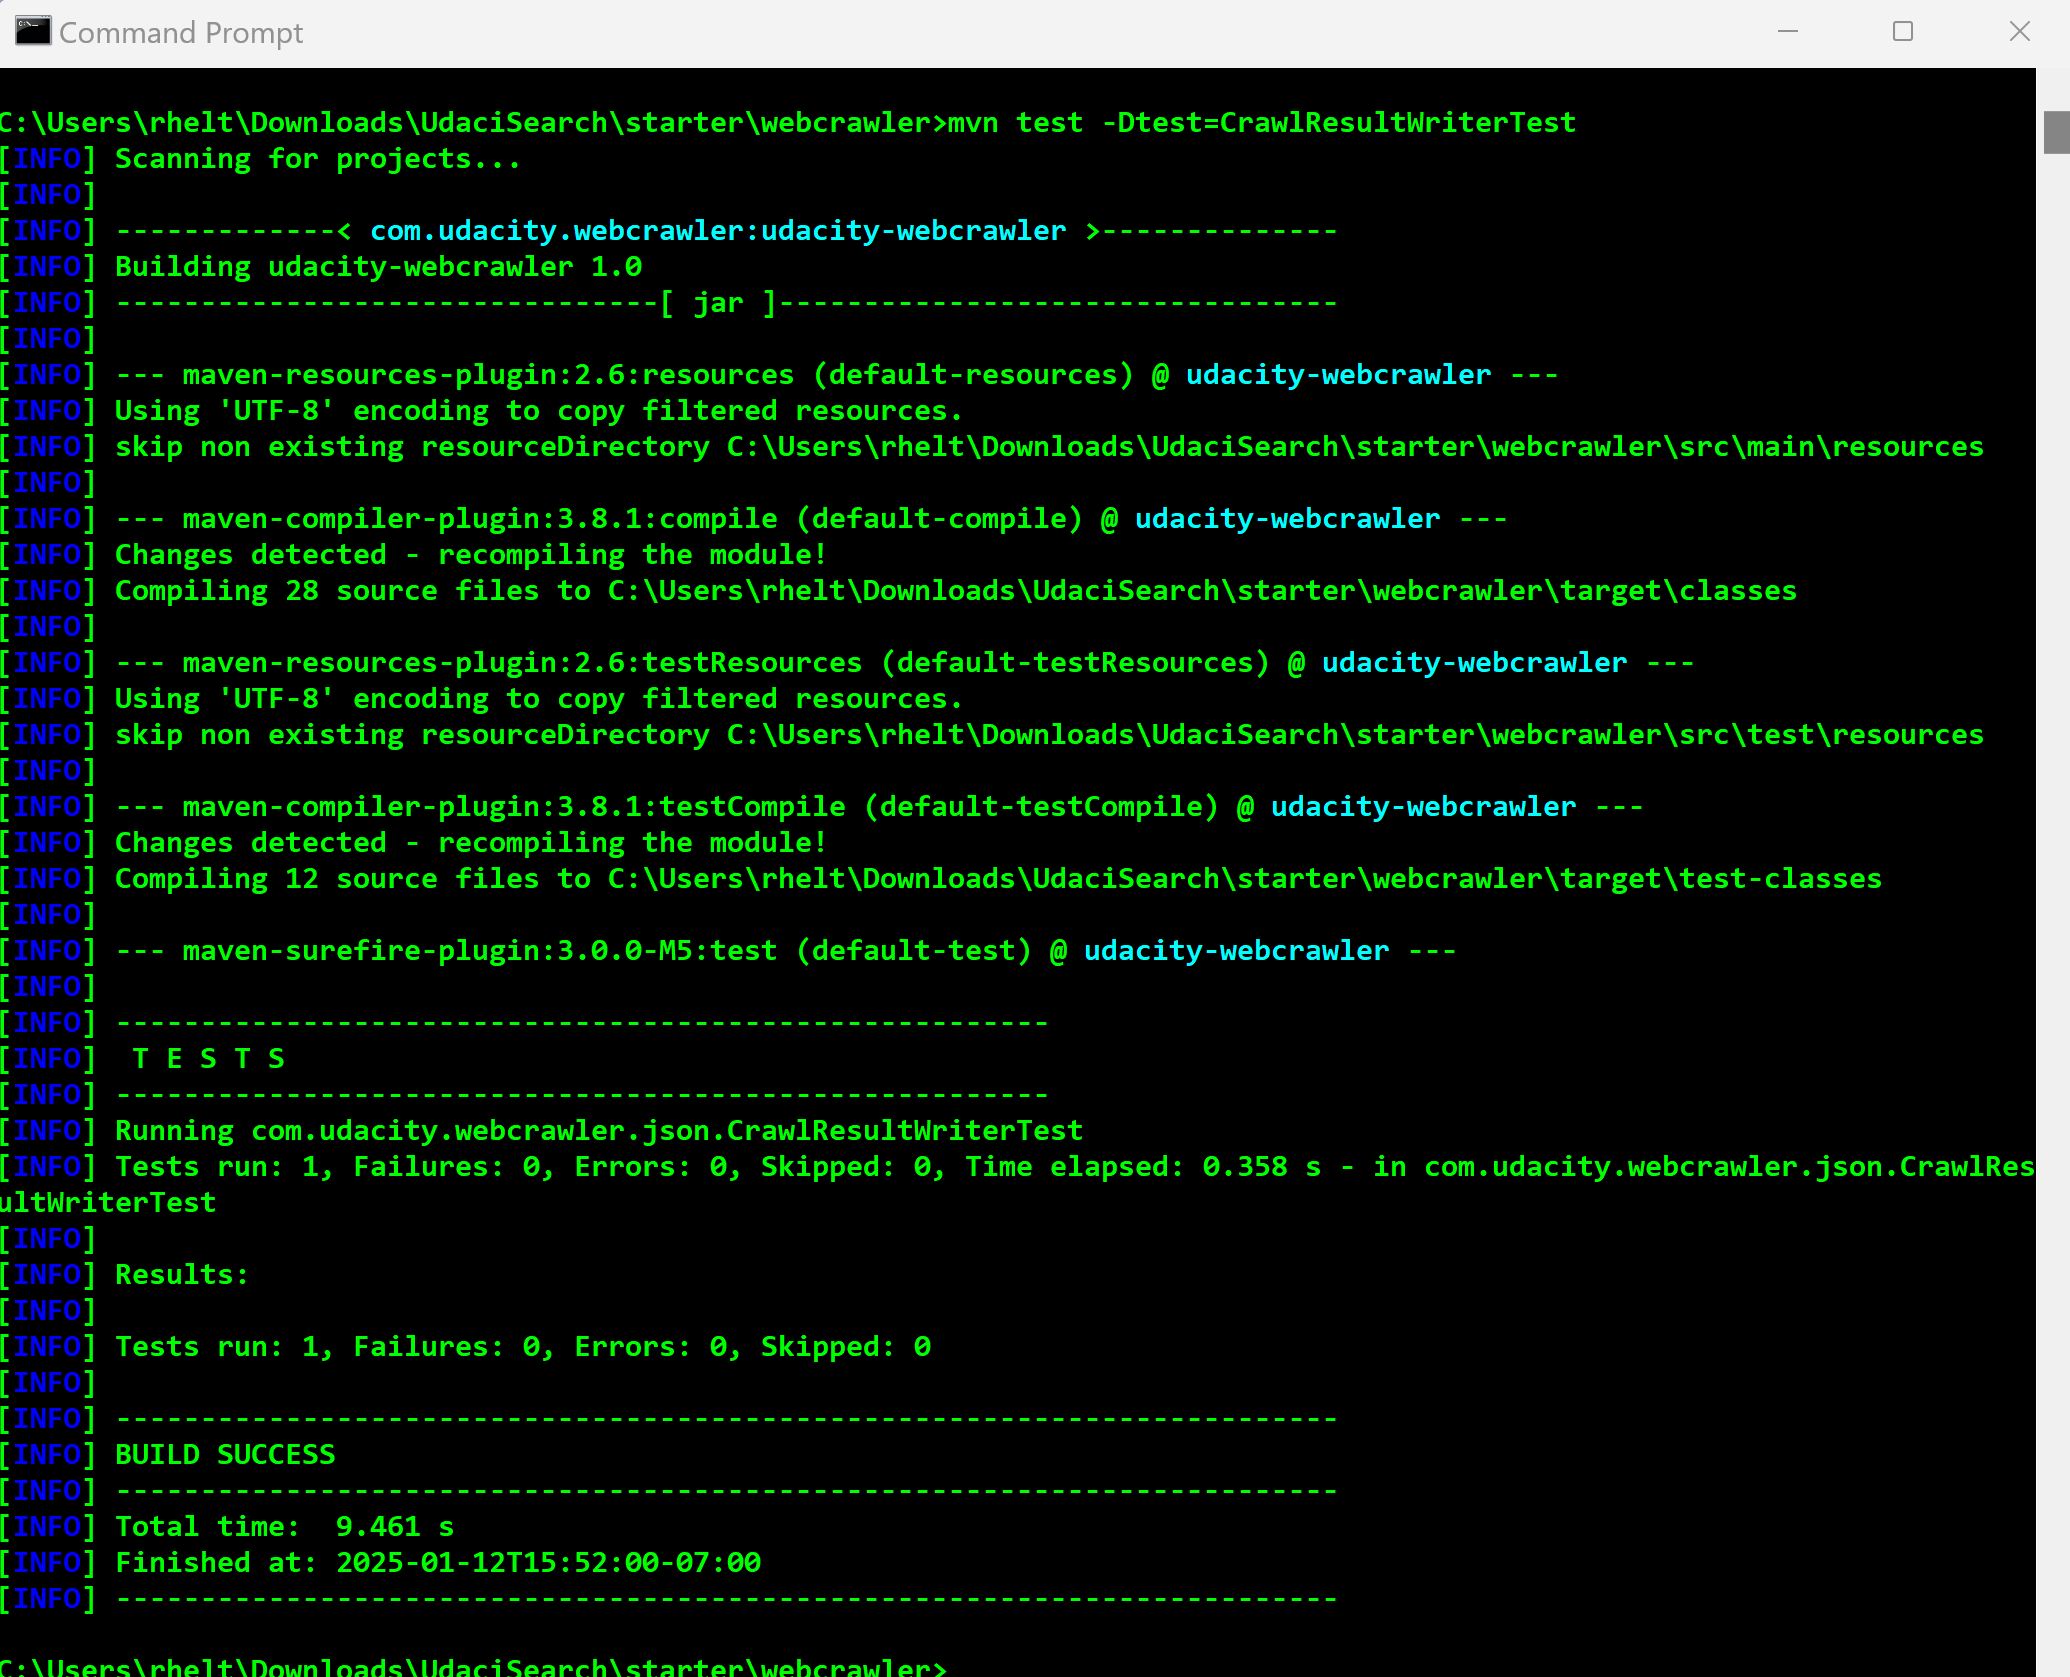 Command Prompt
C:\Users\rhelt\Downloads\UdaciSearch\starter\webcrawler>mvn test -Dtest=CrawlResultWriterTest
[INFO] Scanning for projects...
[INFO]
[INFO] -------------< com.udacity.webcrawler:udacity-webcrawler >--------------
[INFO] Building udacity-webcrawler 1.0
[INFO] --------------------------------[ jar ]---------------------------------
[INFO]
[INFO] --- maven-resources-plugin:2.6:resources (default-resources) @ udacity-webcrawler ---
[INFO] Using 'UTF-8' encoding to copy filtered resources.
[INFO] skip non existing resourceDirectory C:\Users\rhelt\Downloads\UdaciSearch\starter\webcrawler\src\main\resources
[INFO]
[INFO] --- maven-compiler-plugin:3.8.1:compile (default-compile) @ udacity-webcrawler ---
[INFO] Changes detected - recompiling the module!
[INFO] Compiling 28 source files to C:\Users\rhelt\Downloads\UdaciSearch\starter\webcrawler\target\classes
[INFO]
[INFO] --- maven-resources-plugin:2.6:testResources (default-testResources) @ udacity-webcrawler ---
[INFO] Using 'UTF-8' encoding to copy filtered resources.
[INFO] skip non existing resourceDirectory C:\Users\rhelt\Downloads\UdaciSearch\starter\webcrawler\src\test\resources
[INFO]
[INFO] --- maven-compiler-plugin:3.8.1:testCompile (default-testCompile) @ udacity-webcrawler ---
[INFO] Changes detected - recompiling the module!
[INFO] Compiling 12 source files to C:\Users\rhelt\Downloads\UdaciSearch\starter\webcrawler\target\test-classes
[INFO]
[INFO] --- maven-surefire-plugin:3.0.0-M5:test (default-test) @ udacity-webcrawler ---
[INFO]
[INFO] -------------------------------------------------------
[INFO]  T E S T S
[INFO] -------------------------------------------------------
[INFO] Running com.udacity.webcrawler.json.CrawlResultWriterTest
[INFO] Tests run: 1, Failures: 0, Errors: 0, Skipped: 0, Time elapsed: 0.358 s - in com.udacity.webcrawler.json.CrawlRes
ultWriterTest
[INFO]
[INFO] Results:
[INFO]
[INFO] Tests run: 1, Failures: 0, Errors: 0, Skipped: 0
[INFO]
[INFO] ------------------------------------------------------------------------
[INFO] BUILD SUCCESS
[INFO] ------------------------------------------------------------------------
[INFO] Total time:  9.461 s
[INFO] Finished at: 2025-01-12T15:52:00-07:00
[INFO] ------------------------------------------------------------------------
C:\Users\rhelt\Downloads\UdaciSearch\starter\webcrawler>